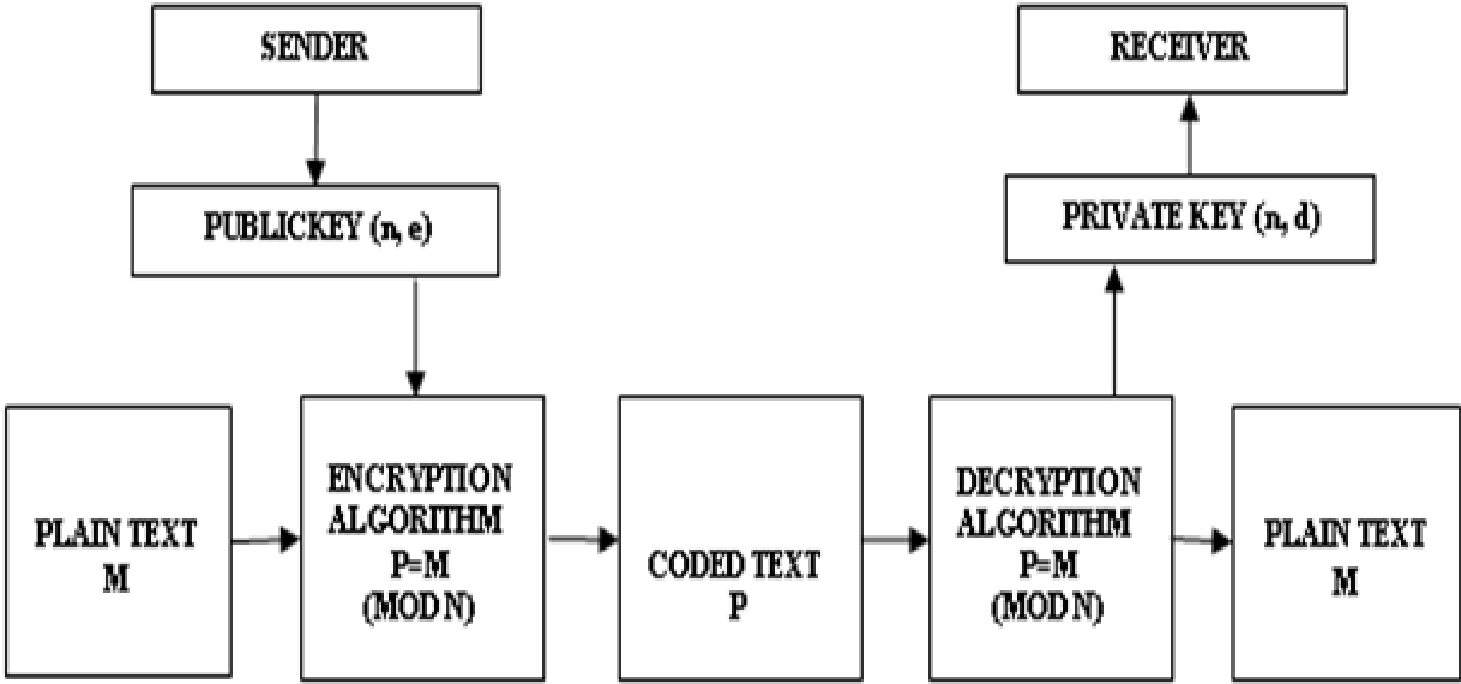 SENDER
RECEIVER
PUBLICKEY (n, e)
PRIVATE KEY (n, d)
PLAIN TEXT
M
ENCRYPTION
ALGORITHM
P=M
(MOD N)
CODED TEXT
P
DECRYPTION
ALGORITHM
P=M
(MOD N)
PLAIN TEXT
M